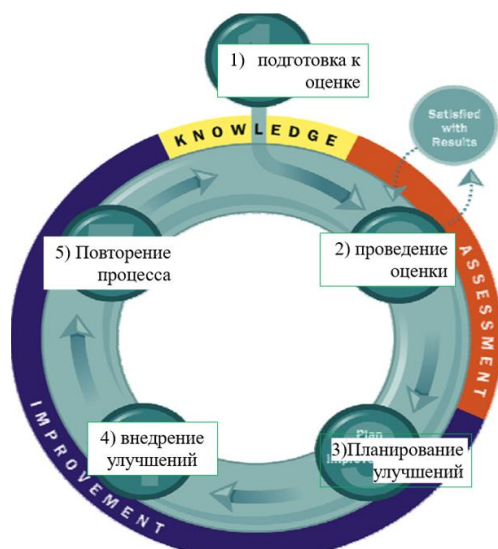 1) подготовка к
оценке
KNOWLEDGE
Satisfied
with
Results
ASSESSMENT
2) проведение
оценки
5) Повторение
процесса
Plan
3)Планирование
улучшений
4) внедрение
улучшений
IMPROVEMENT